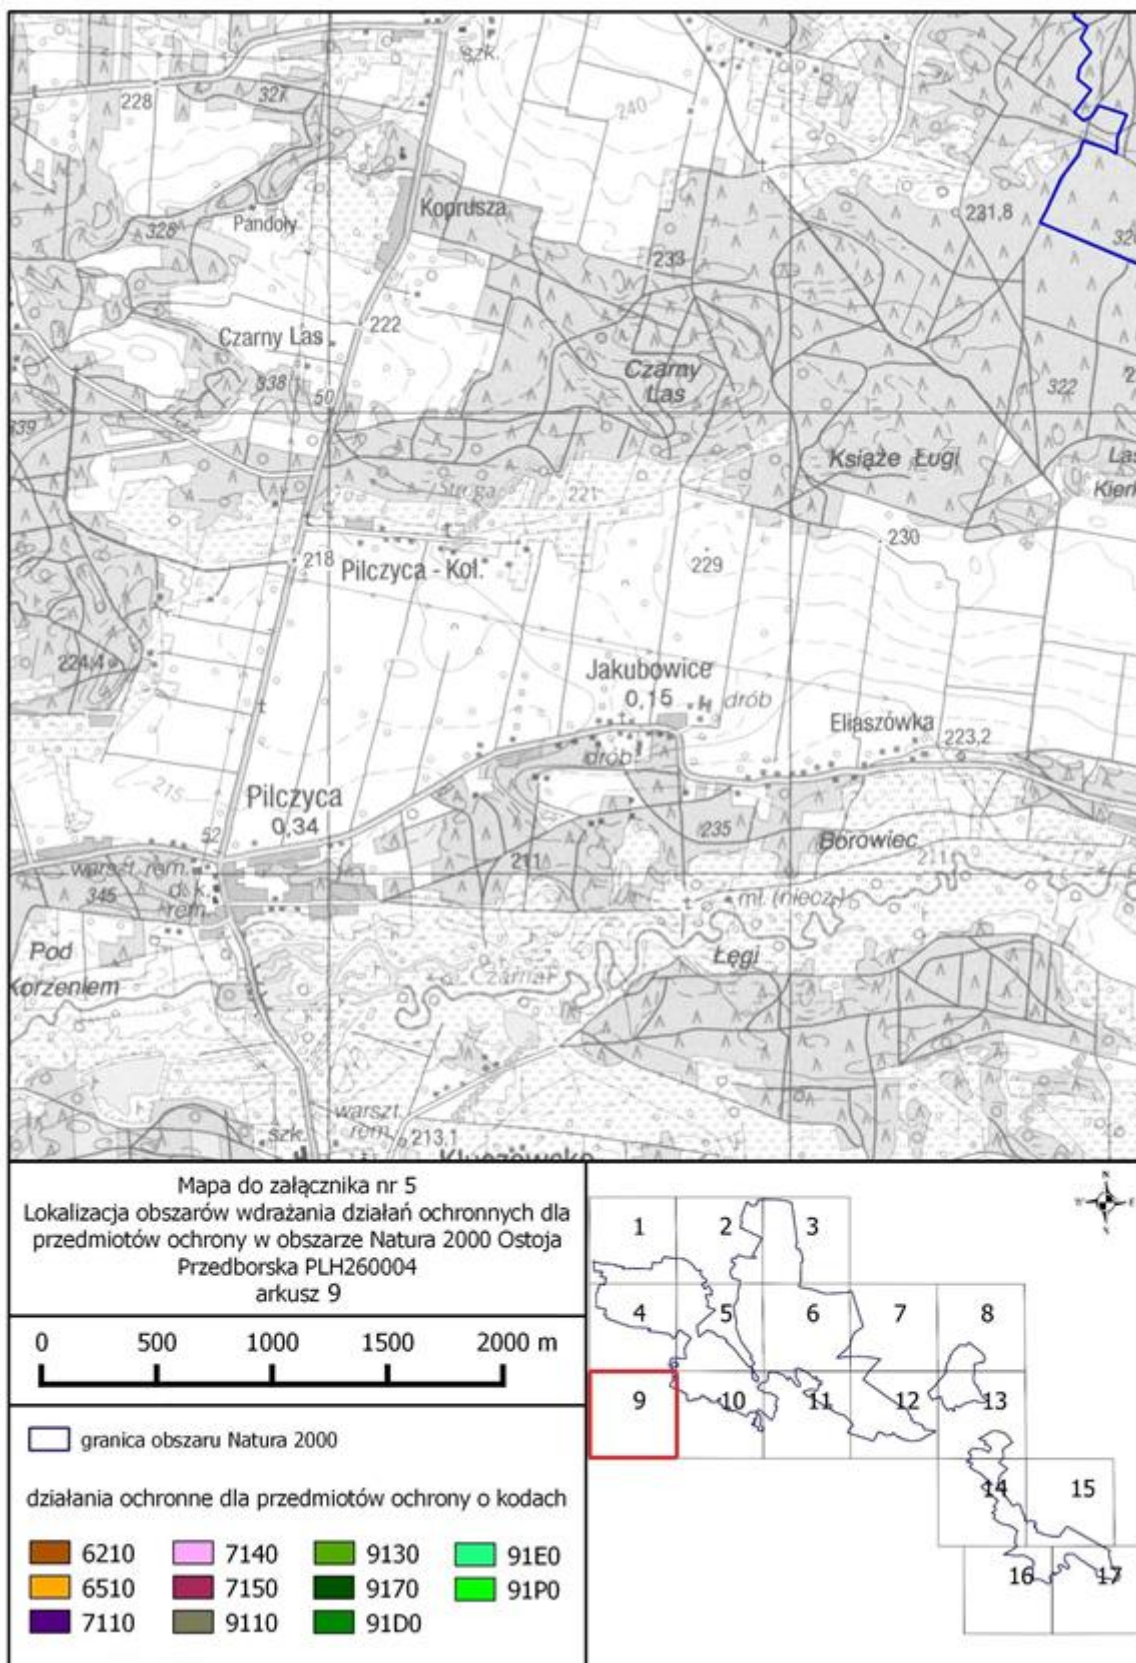 szk.
228
327
240
Koprusza
328
Pandoły
231,8
233
222
Czarny Las
338
50
Czarny
Las
322
339
Książe Ługi
Struga
221
218
Pilczyca - Koł.
229
230
224,4
Jakubowice
0,15
drób
Eliaszówka
223,2
drób
215
Pilczyca
0,34
52
235
Borowiec
211
211
warszt. rem.
345
d. k.
rem.
mł. (niecz.)
Pod
Korzeniem
Łęgi
Czarna
warszt.
rem.
szk.
213,1
Mapa do załącznika nr 5
Lokalizacja obszarów wdrażania działań ochronnych dla
przedmiotów ochrony w obszarze Natura 2000 Ostoja
Przedborska PLH260004
arkusz 9
0 500 1000 1500 2000 m
granica obszaru Natura 2000
działania ochronne dla przedmiotów ochrony o kodach
6210 7140 9130 91E0
6510 7150 9170 91P0
7110 9110 91D0
N
W E
S
1 2 3
4 5 6 7 8
9 10 11 12 13
14 15
16 17